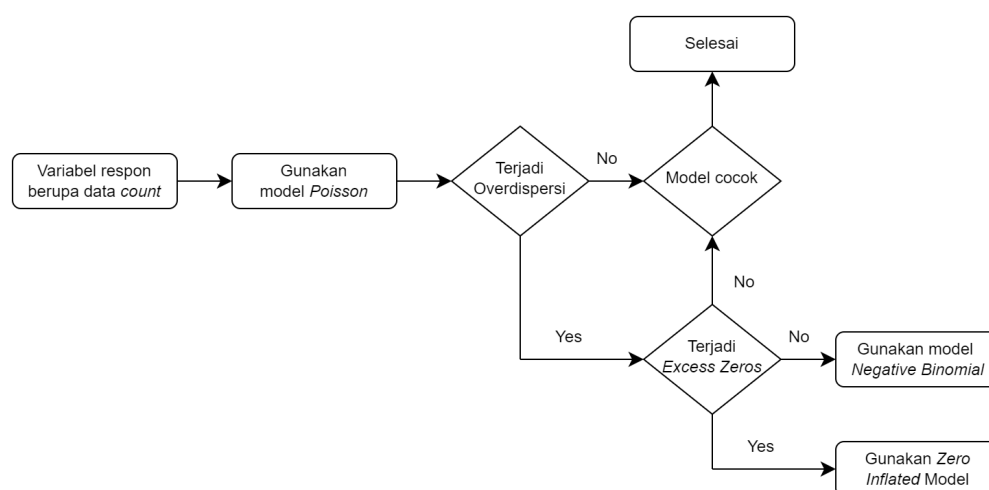 Selesai
Variabel respon
berupa data count
Gunakan
model Poisson
Terjadi
Overdispersi
No
Model cocok
No
Yes
Terjadi
Excess Zeros
No
Gunakan model
Negative Binomial
Yes
Gunakan Zero
Inflated Model